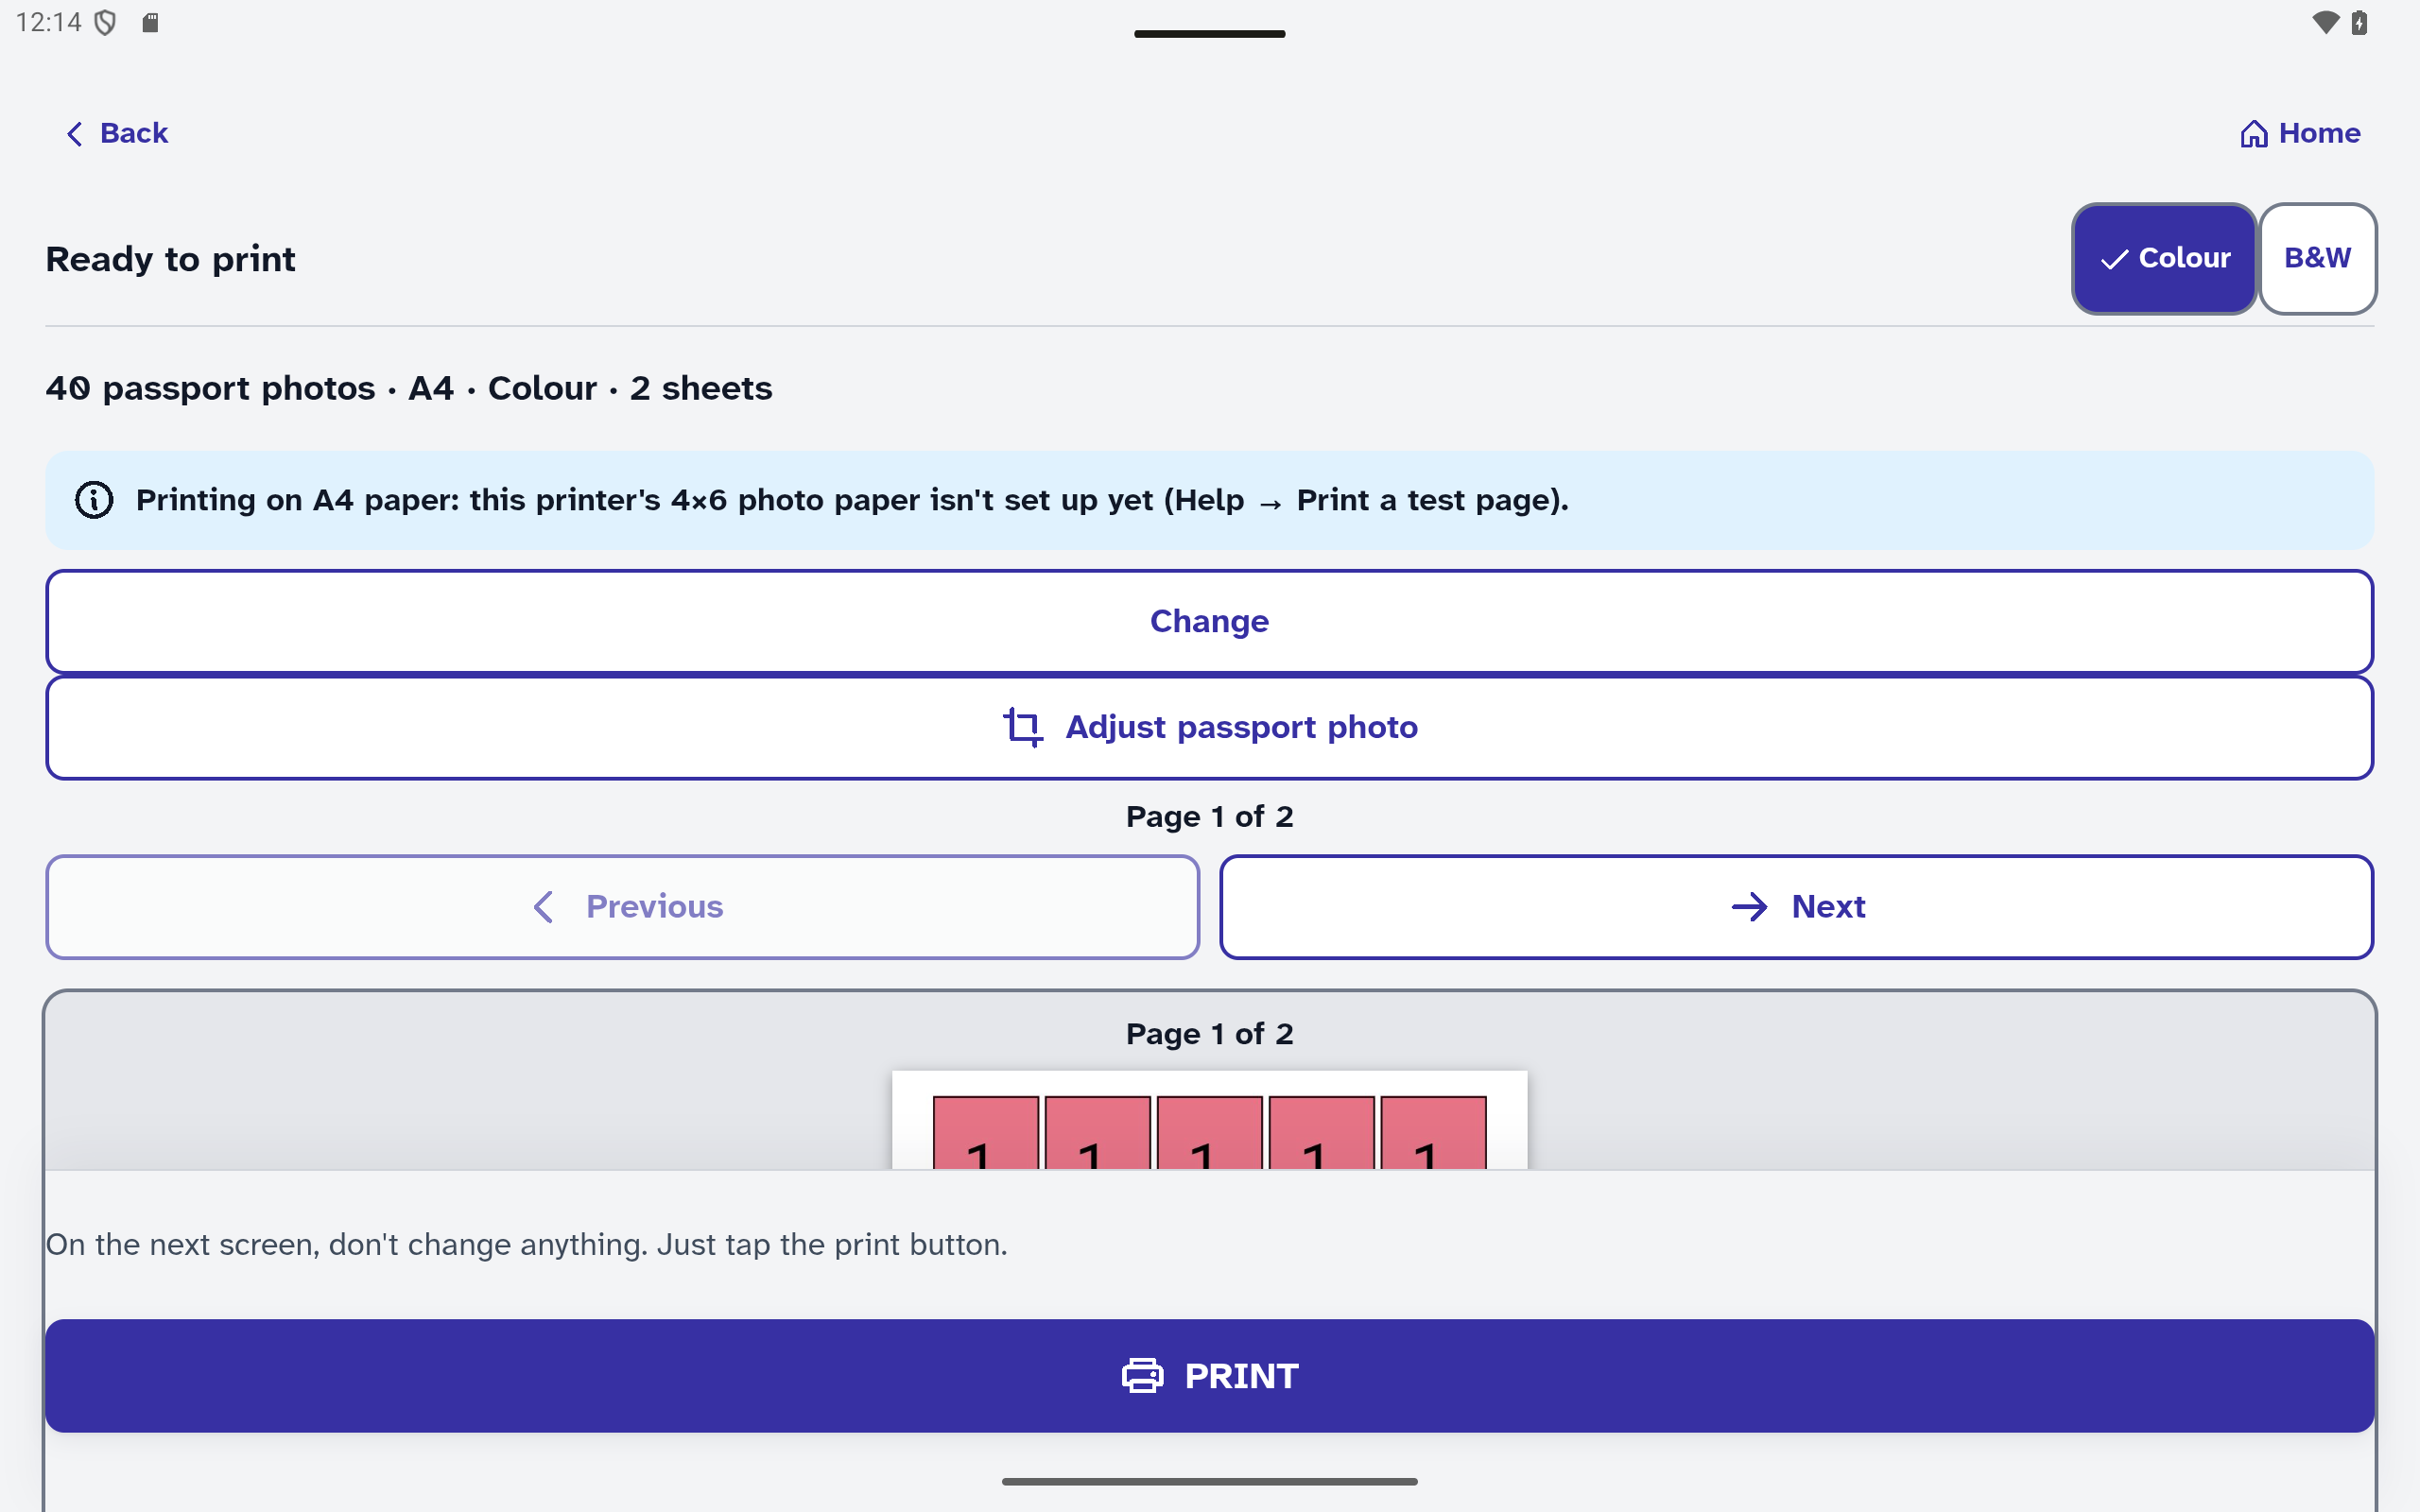 12:14
Back
Home
Ready to print
Colour
B&W
40 passport photos · A4 · Colour · 2 sheets
Printing on A4 paper: this printer's 4×6 photo paper isn't set up yet (Help → Print a test page).
Change
Adjust passport photo
Page 1 of 2
Previous
Next
Page 1 of 2
1 1 1 1 1
On the next screen, don't change anything. Just tap the print button.
PRINT